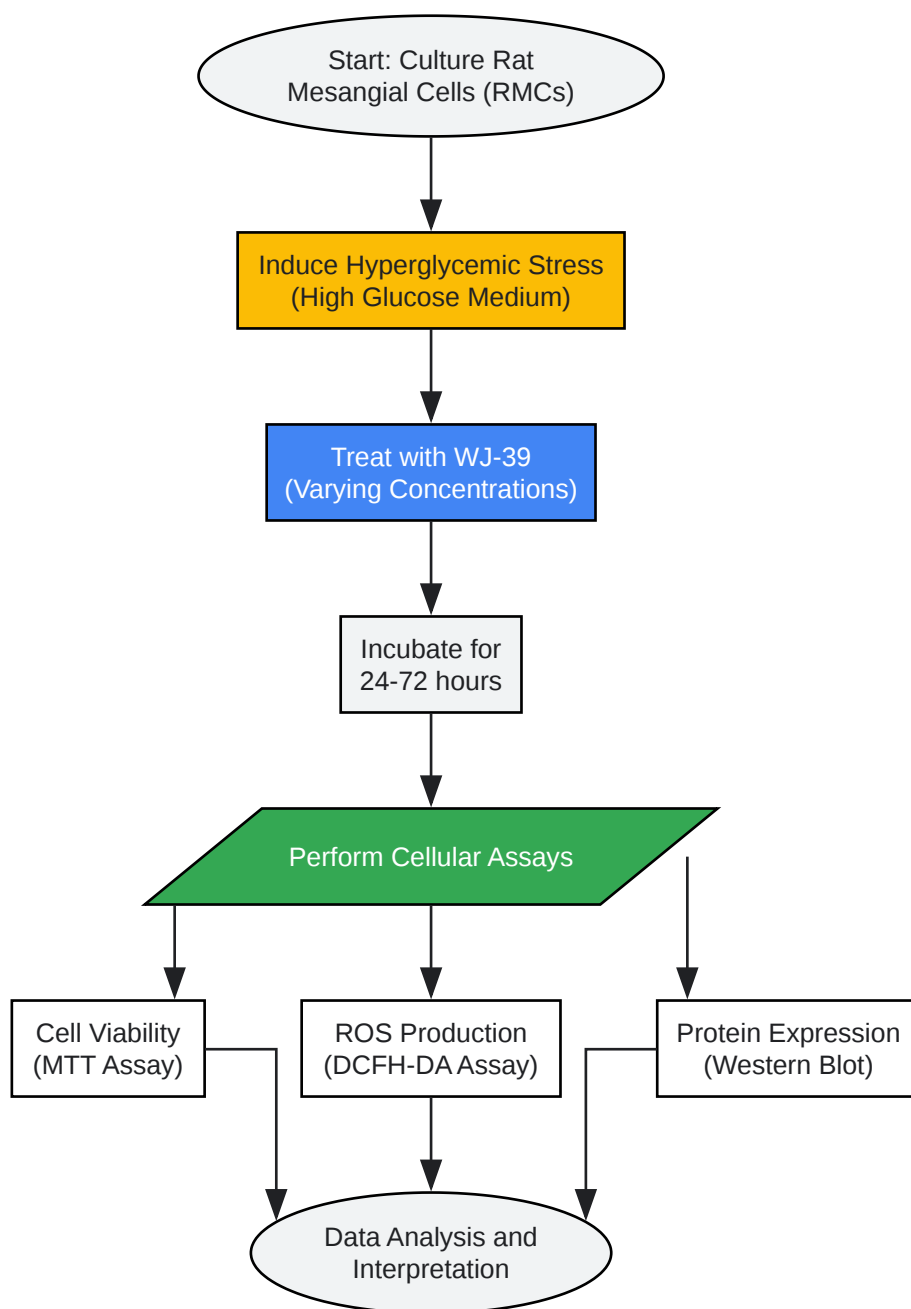 Start: Culture Rat
Mesangial Cells (RMCs)
Induce Hyperglycemic Stress
(High Glucose Medium)
Treat with WJ-39
(Varying Concentrations)
Incubate for
24-72 hours
Perform Cellular Assays
Cell Viability
(MTT Assay)
ROS Production
(DCFH-DA Assay)
Protein Expression
(Western Blot)
Data Analysis and
Interpretation